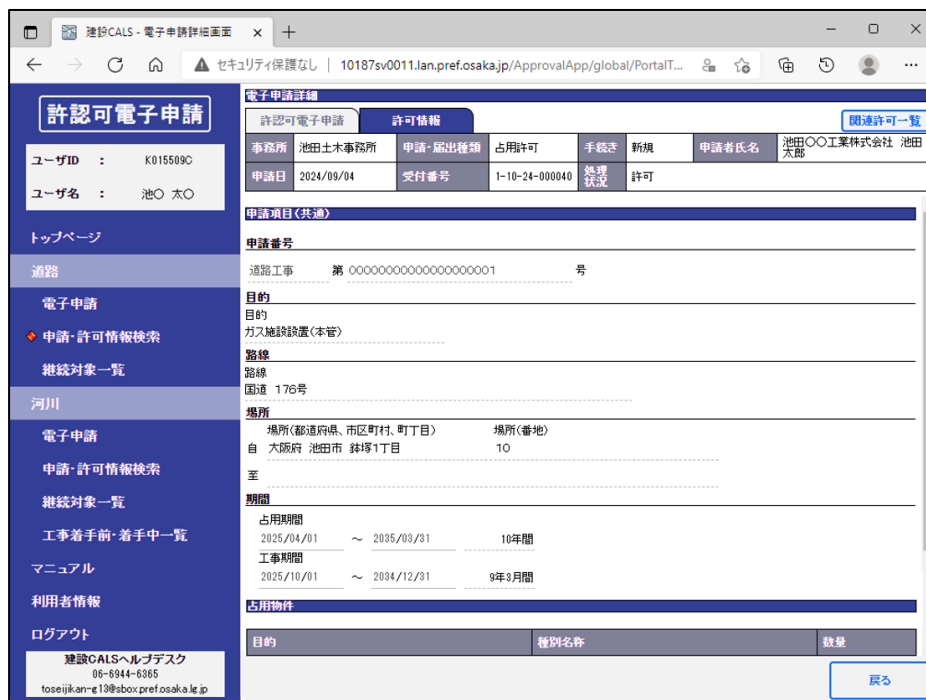 建設CALS - 電子申請詳細画面
セキュリティ保護なし | 10187sv0011.lan.pref.osaka.jp/ApprovalApp/global/PortalT...
許認可電子申請
ユーザID : K015509C
ユーザ名 : 池〇 太〇
トップページ
道路
電子申請
申請・許可情報検索
継続対象一覧
河川
電子申請
申請・許可情報検索
継続対象一覧
工事着手前・着手中一覧
マニュアル
利用者情報
ログアウト
建設CALSヘルプデスク
06-6944-6365
toseijikan-g13@sbox.pref.osaka.lg.jp
電子申請詳細
許認可電子申請 許可情報 関連許可一覧
事務所 池田土木事務所 申請・届出種類 占用許可 手続き 新規 申請者氏名 池田〇〇工業株式会社 池田
太郎
申請日 2024/09/04 受付番号 1-10-24-000040 処理
状況 許可
申請項目(共通)
申請番号
道路工事 第 00000000000000000001 号
目的
目的
ガス施設設置(本管)
路線
路線
国道 176号
場所
場所(都道府県、市区町村、町丁目) 場所(番地)
自 大阪府 池田市 鉢塚1丁目 10
至
期間
占用期間
2025/04/01 ～ 2035/03/31 10年間
工事期間
2025/10/01 ～ 2034/12/31 9年3月間
占用物件
目的 種別名称 数量
戻る